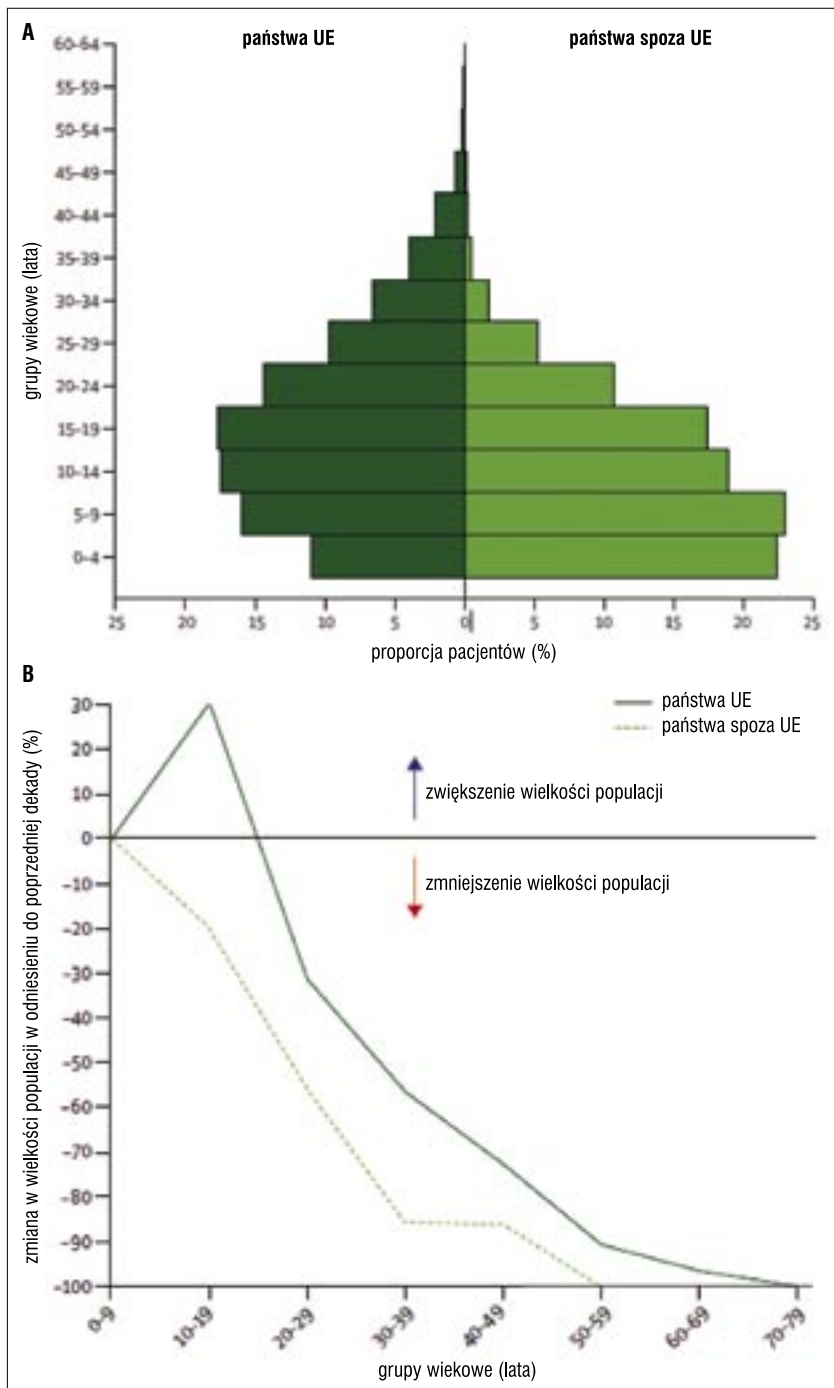 A
państwa UE
państwa spoza UE
grupy wiekowe (lata)
60-64
55-59
50-54
45-49
40-44
35-39
30-34
25-29
20-24
15-19
10-14
5-9
0-4
25 20 15 10 5 0 5 10 15 20 25
proporcja pacjentów (%)
B
zmiana w wielkości populacji w odniesieniu do poprzedniej dekady (%)
30
20
10
0
-10
-20
-30
-40
-50
-60
-70
-80
-90
-100
państwa UE
państwa spoza UE
zwiększenie wielkości populacji
zmniejszenie wielkości populacji
0-9 10-19 20-29 30-39 40-49 50-59 60-69 70-79
grupy wiekowe (lata)